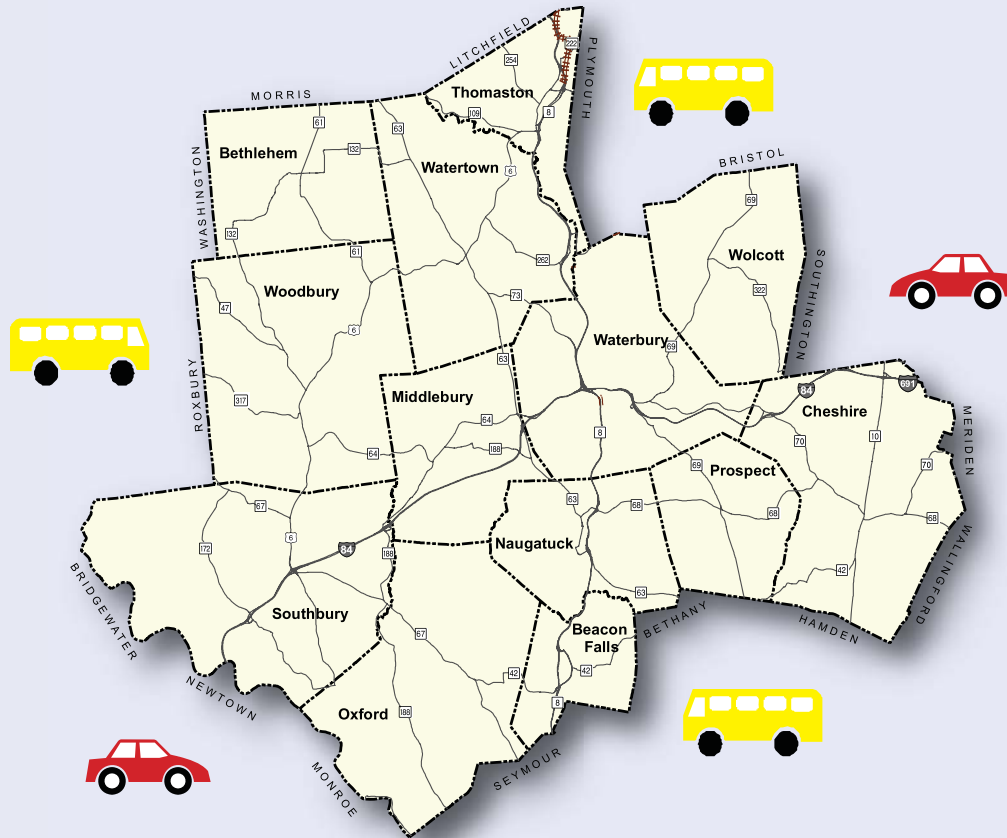 LITCHFIELD
222
254
PLYMOUTH
Thomaston
MORRIS
109
8
61
63
132
Bethlehem
Watertown
6
BRISTOL
WASHINGTON
69
132
61
262
Wolcott
SOUTHINGTON
Woodbury
322
73
47
6
Waterbury
69
63
ROXBURY
84
691
Middlebury
317
Cheshire
64
MERIDEN
8
10
70
188
64
69
70
Prospect
63
67
68
68
68
6
172
84
188
Naugatuck
WALLINGFORD
42
BRIDGEWATER
63
Southbury
BETHANY
HAMDEN
Beacon
Falls
67
42
42
NEWTOWN
8
Oxford
188
SEYMOUR
MONROE